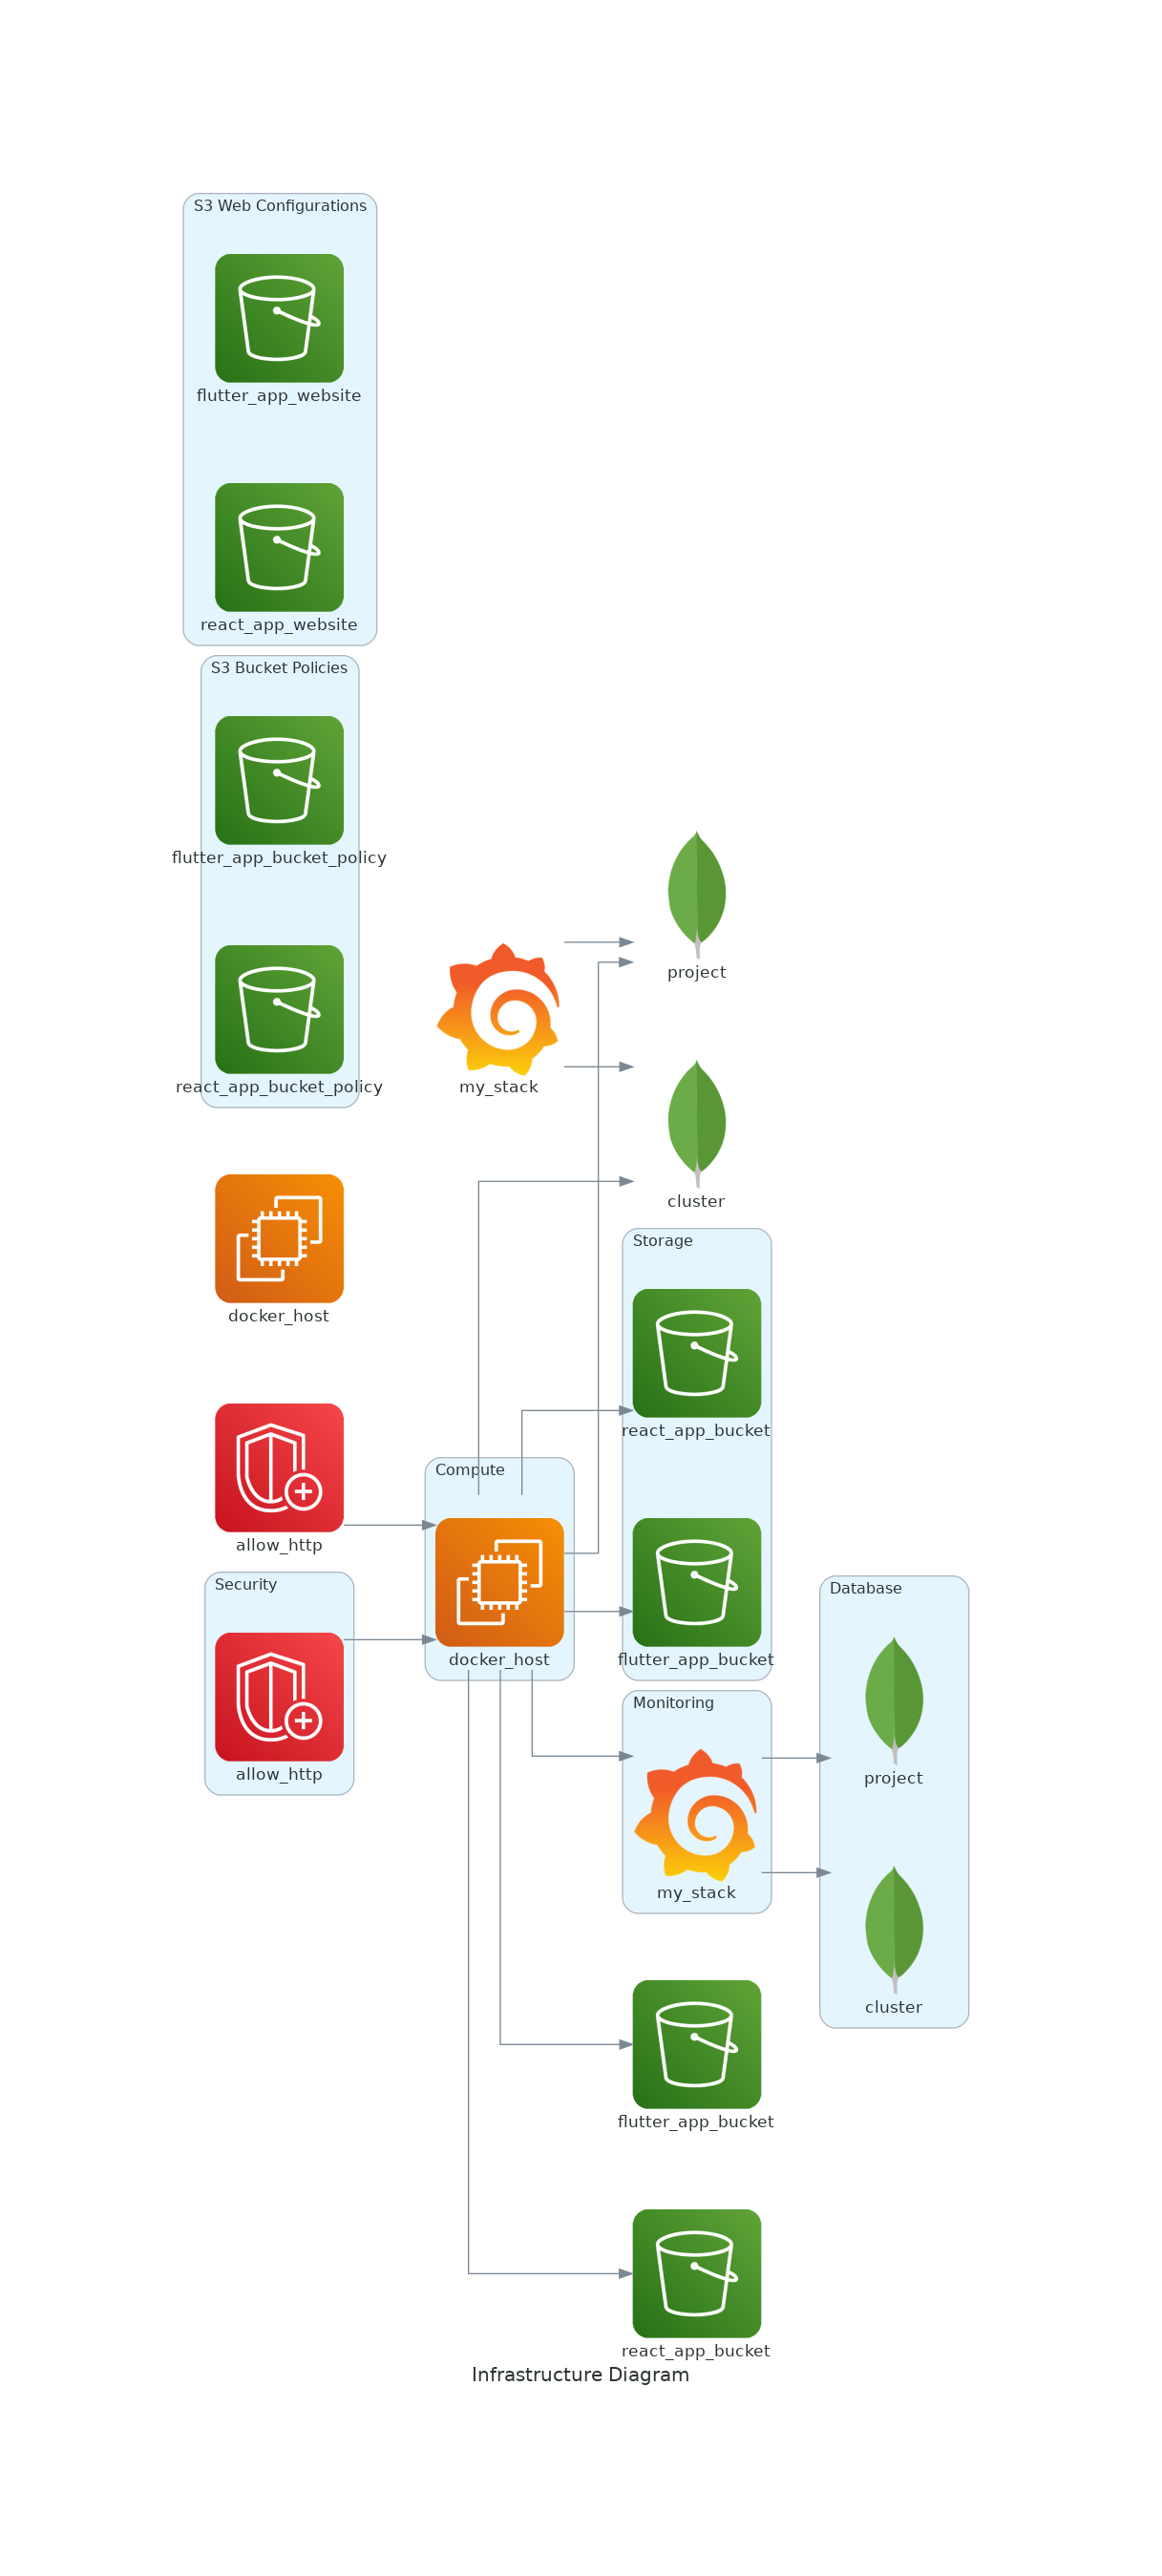 S3 Web Configurations
flutter_app_website
react_app_website
S3 Bucket Policies
flutter_app_bucket_policy
react_app_bucket_policy
my_stack
project
cluster
docker_host
allow_http
Security
allow_http
Compute
docker_host
Storage
react_app_bucket
flutter_app_bucket
Monitoring
my_stack
Database
project
cluster
flutter_app_bucket
react_app_bucket
Infrastructure Diagram